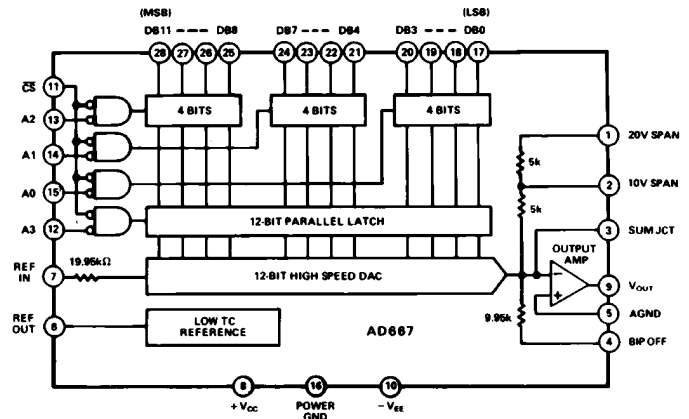 (MSB) (LSB)
DB11 ---- DB8 DB7 ---- DB4 DB3 ---- DB0
28 27 26 25 24 23 22 21 20 19 18 17
C̅S̅ 11
4 BITS 4 BITS 4 BITS
A2 13
1 20V SPAN
A1 14
5k
2 10V SPAN
A0 15
5k
A3 12
12-BIT PARALLEL LATCH
3 SUM JCT
OUTPUT
AMP
REF
IN 7 19.95kΩ
12-BIT HIGH SPEED DAC
- +
9 VOUT
5 AGND
9.95k
REF
OUT 6
LOW TC
REFERENCE
AD667
4 BIP OFF
8 16 10
+VCC POWER
GND -VEE